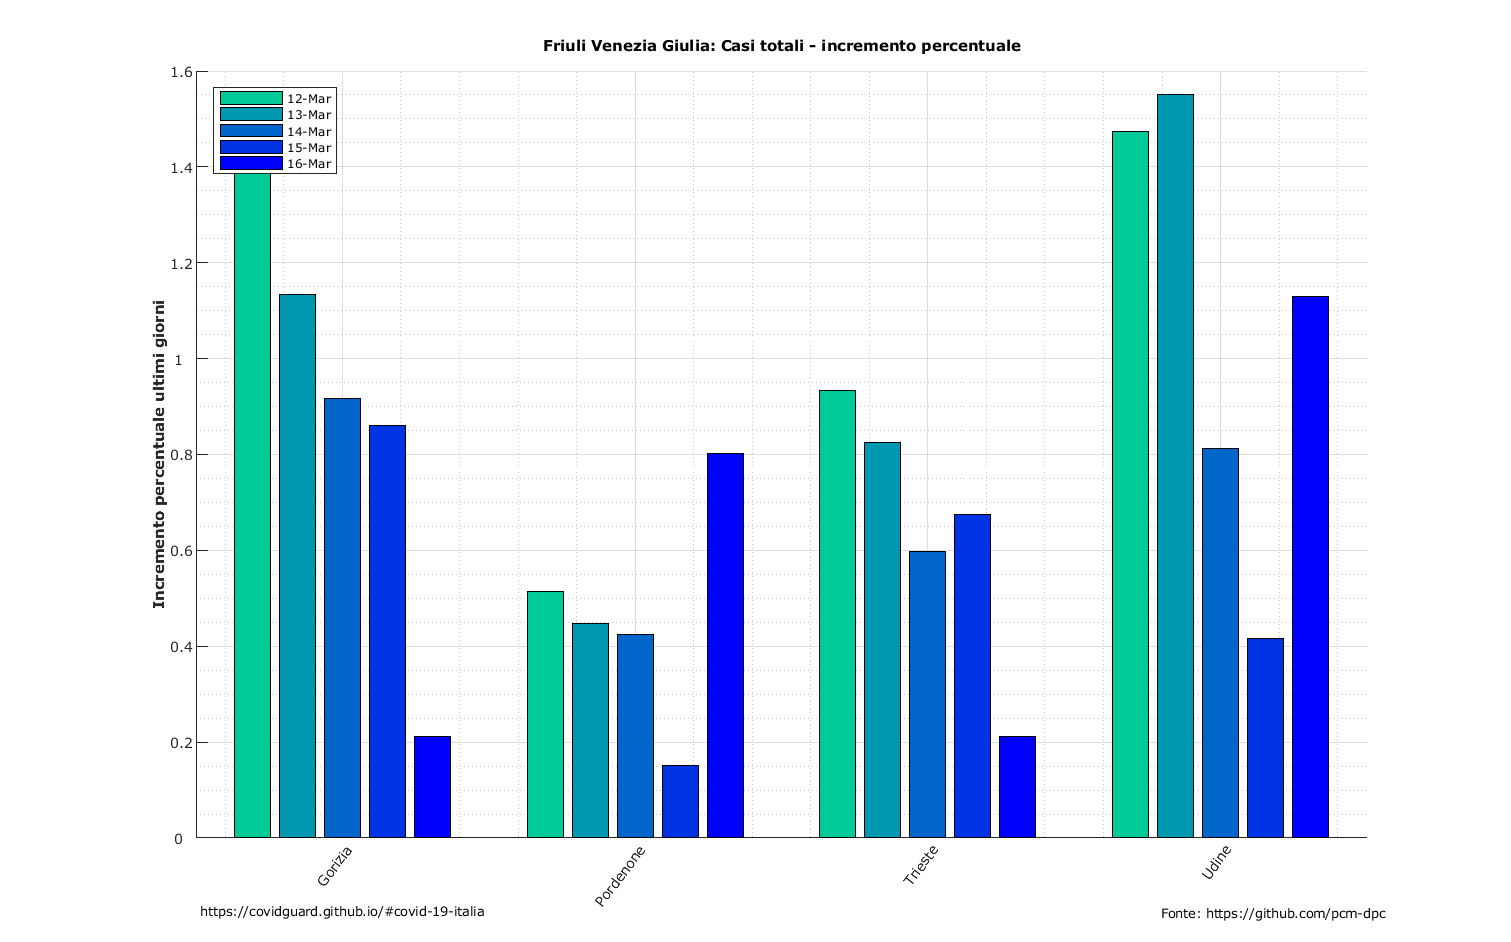 Friuli Venezia Giulia: Casi totali - incremento percentuale
Incremento percentuale ultimi giorni
1.6
1.4
1.2
1
0.8
0.6
0.4
0.2
0
12-Mar
13-Mar
14-Mar
15-Mar
16-Mar
Gorizia
Pordenone
Trieste
Udine
https://covidguard.github.io/#covid-19-italia
Fonte: https://github.com/pcm-dpc